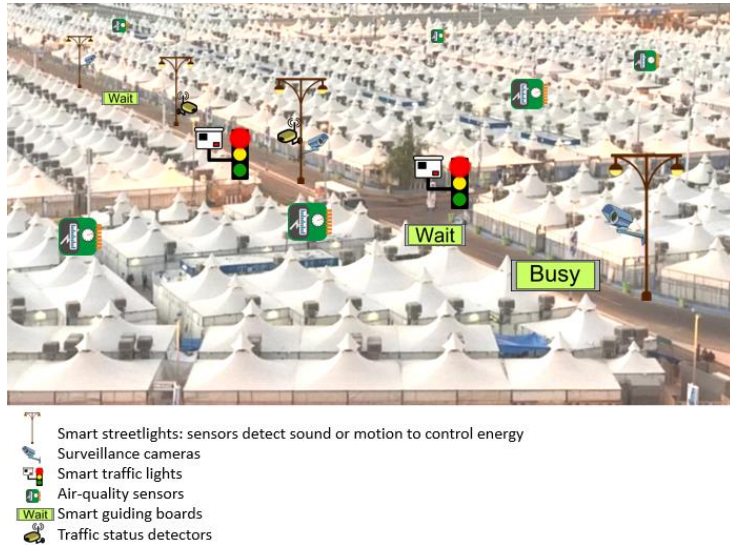 Wait
Wait
Busy
Smart streetlights: sensors detect sound or motion to control energy
Surveillance cameras
Smart traffic lights
Air-quality sensors
Wait Smart guiding boards
Traffic status detectors